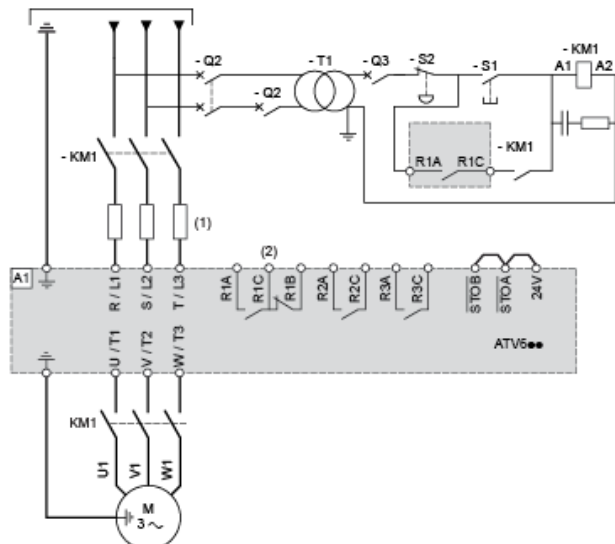 - Q2
- T1
- Q3
- S2
- S1
- KM1
A1
A2
- Q2
- KM1
R1A
R1C
- KM1
(1)
(2)
A1
R / L1
S / L2
T / L3
R1A
R1C
R1B
R2A
R2C
R3A
R3C
STOB
STOA
24V
U / T1
V / T2
W / T3
ATV6●●
KM1
U1
V1
W1
M
3 ~